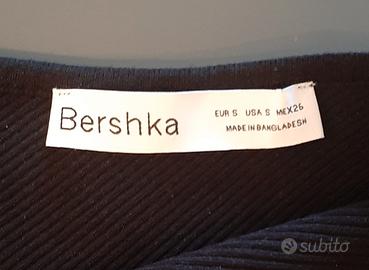 Bershka
EUR S USA S MEX26
MADE IN BANGLADESH
subito